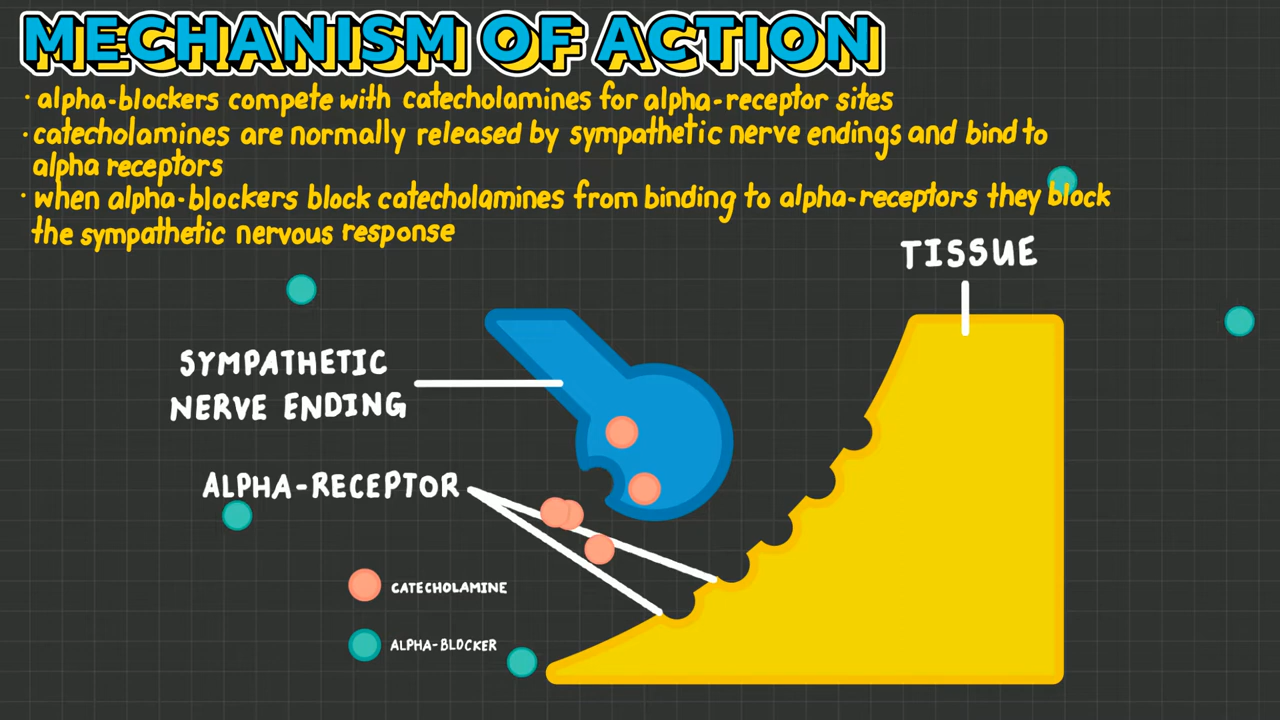 MECHANISM OF ACTION
· alpha-blockers compete with catecholamines for alpha-receptor sites
· catecholamines are normally released by sympathetic nerve endings and bind to
alpha receptors
· when alpha-blockers block catecholamines from binding to alpha-receptors they block
the sympathetic nervous response
TISSUE
SYMPATHETIC
NERVE ENDING
ALPHA-RECEPTOR
CATECHOLAMINE
ALPHA-BLOCKER